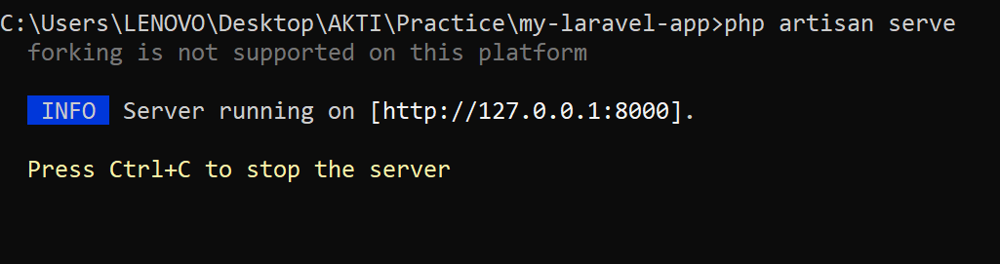 C:\Users\LENOVO\Desktop\AKTI\Practice\my-laravel-app>php artisan serve
forking is not supported on this platform
INFO Server running on [http://127.0.0.1:8000].
Press Ctrl+C to stop the server